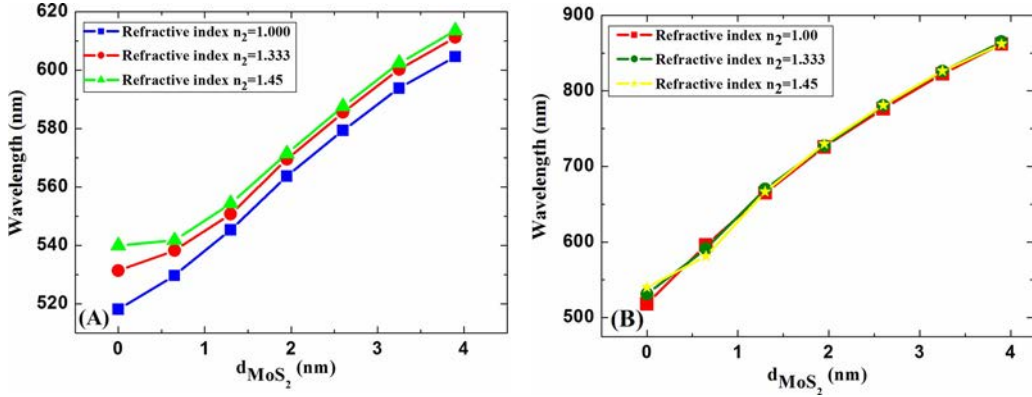 620
600
580
560
540
520
Wavelength (nm)
Refractive index n2=1.000
Refractive index n2=1.333
Refractive index n2=1.45
(A)
0 1 2 3 4
dMoS2 (nm)
900
800
700
600
500
Wavelength (nm)
Refractive index n2=1.00
Refractive index n2=1.333
Refractive index n2=1.45
(B)
0 1 2 3 4
dMoS2 (nm)